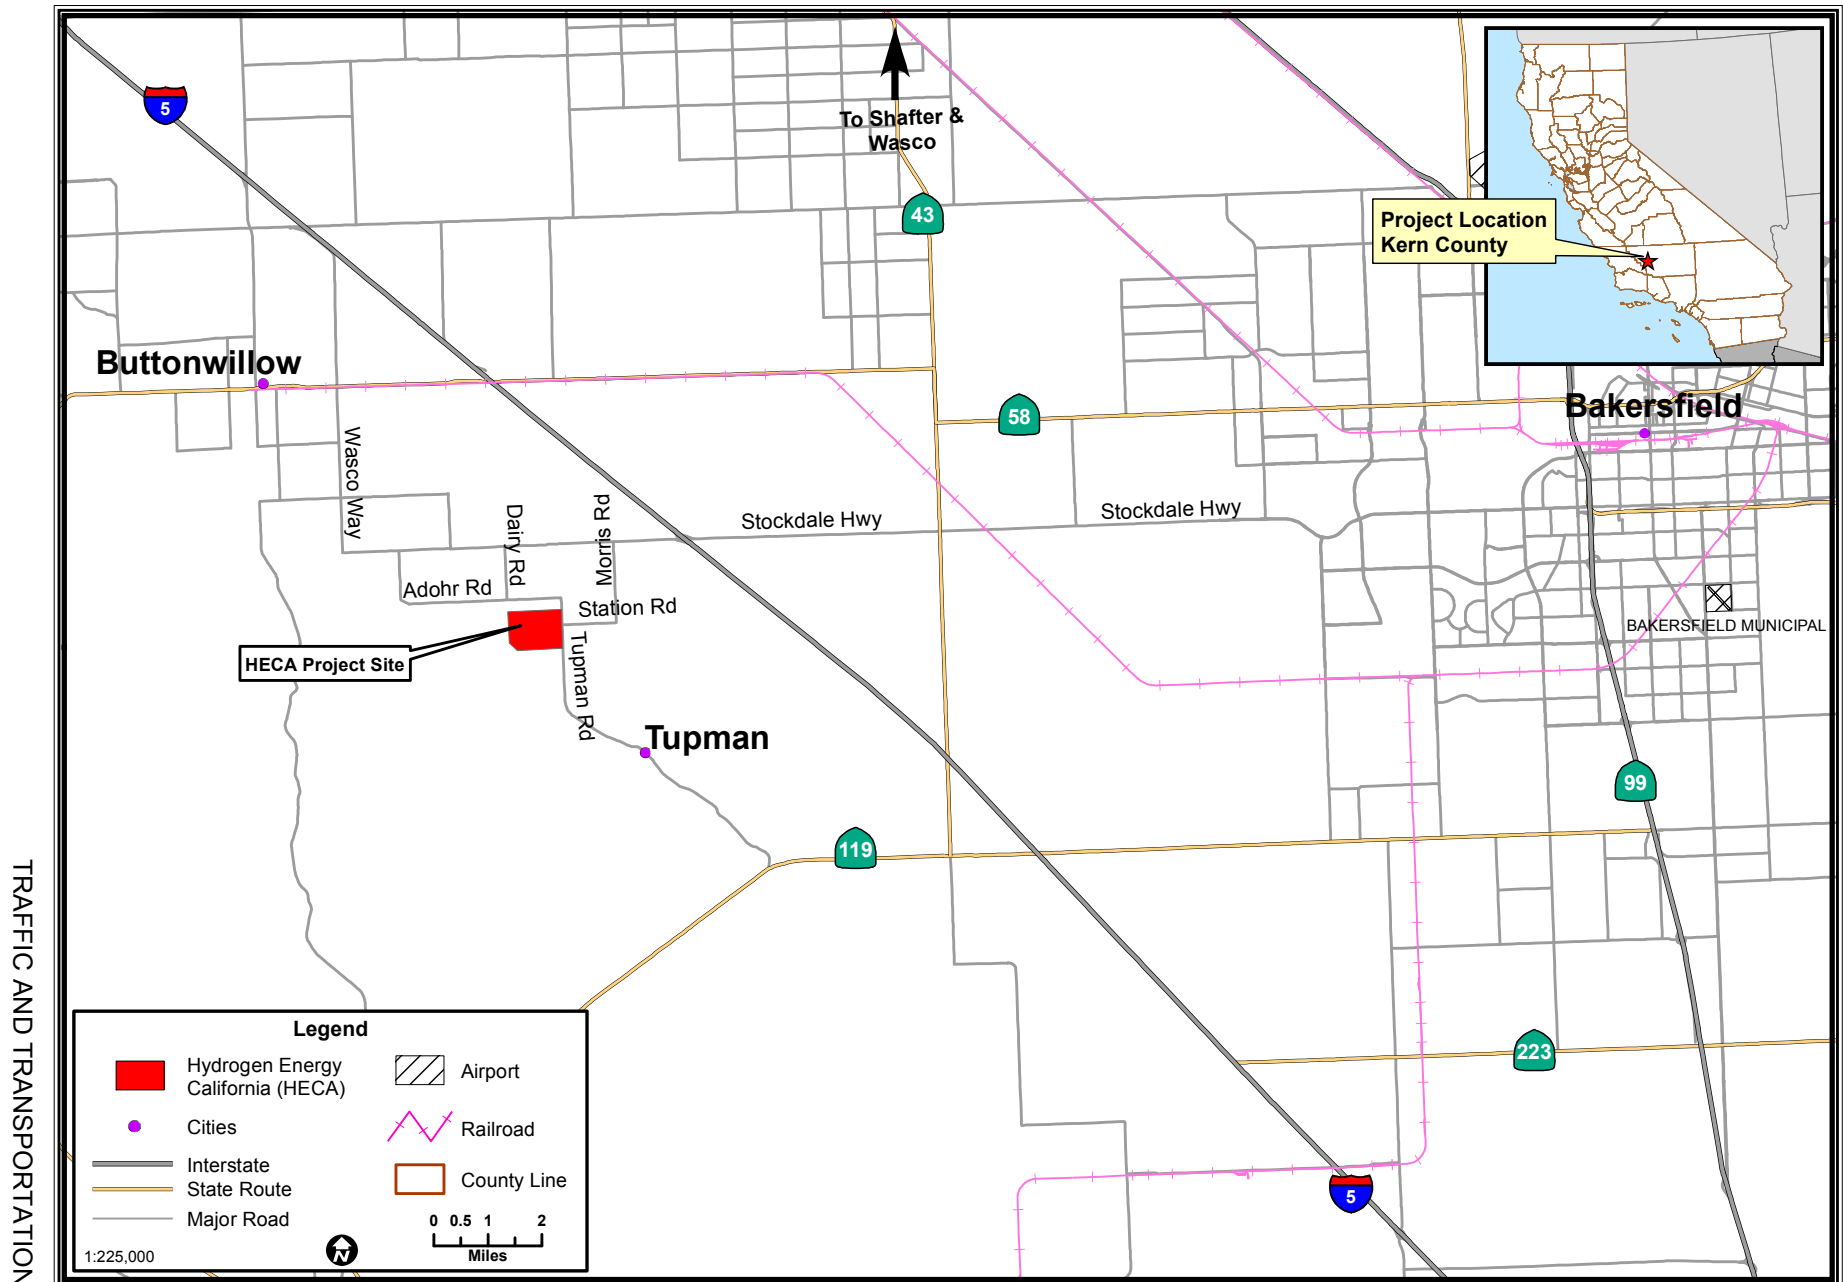 5
To Shafter &
Wasco
43
Project Location
Kern County
Buttonwillow
58
Bakersfield
Wasco Way
Dairy Rd
Morris Rd
Stockdale Hwy
Stockdale Hwy
Adohr Rd
Station Rd
BAKERSFIELD MUNICIPAL
HECA Project Site
Tupman Rd
Tupman
99
119
223
5
Legend
Hydrogen Energy
California (HECA)
Cities
Interstate
State Route
Major Road
Airport
Railroad
County Line
0 0.5 1 2
Miles
1:225,000
N
TRAFFIC AND TRANSPORTATION